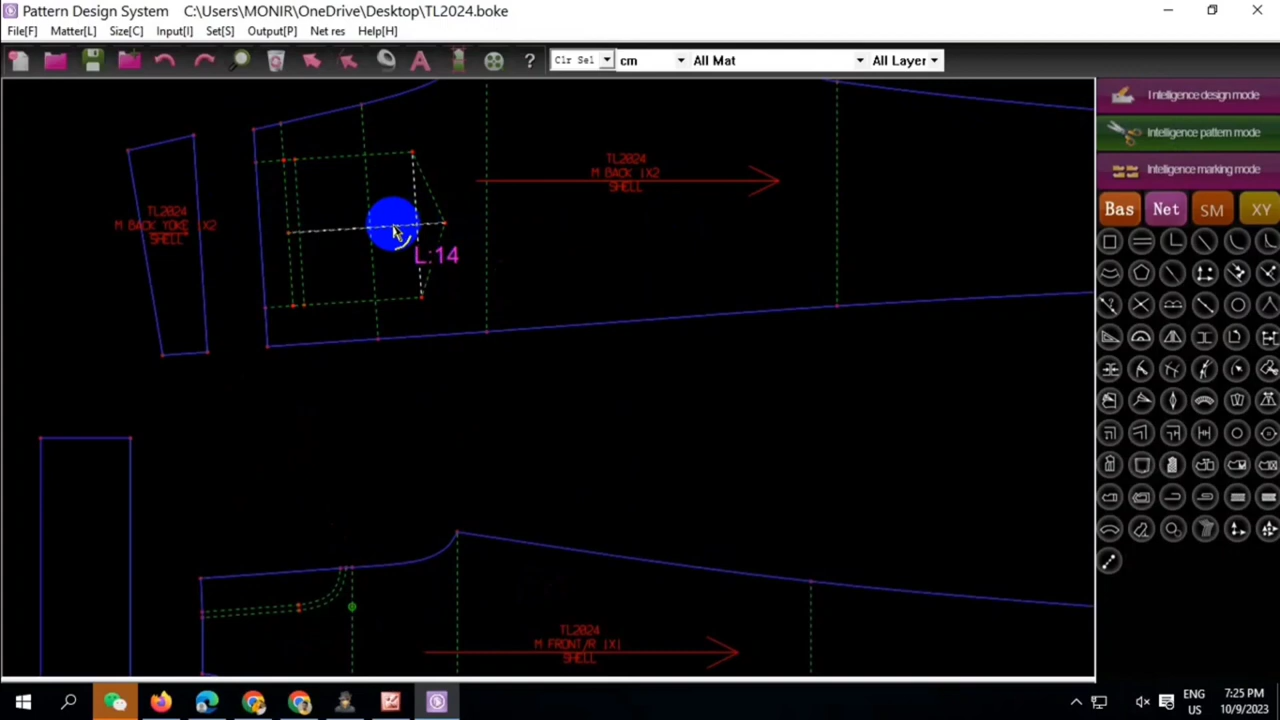 Pattern Design System C:\Users\MONIR\OneDrive\Desktop\TL2024.boke
File[F] Matter[L] Size[C] Input[I] Set[S] Output[P] Net res Help[H]
Clr Sel cm All Mat All Layer
Intelligence design mode
Intelligence pattern mode
Intelligence marking mode
Bas Net SM XY
TL2024
M BACK 1X2
SHELL
TL2024
M BACK YOKE 1X2
SHELL
L:14
TL2024
M FRONT/R 1X1
SHELL
ENG
US
7:25 PM
10/9/2023